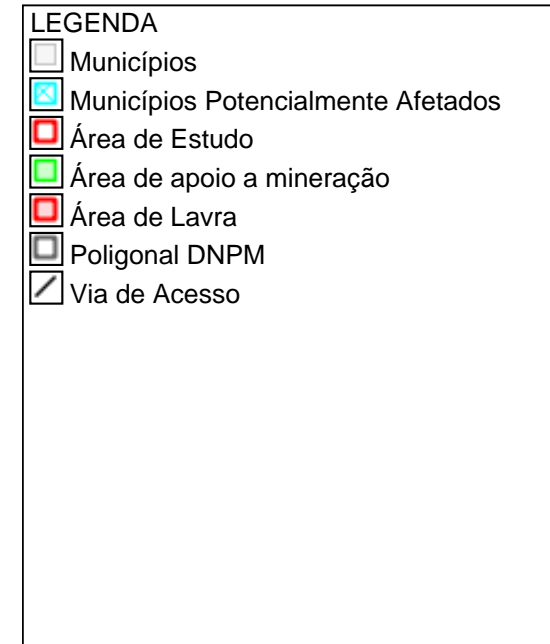 LEGENDA
Municípios
Municípios Potencialmente Afetados
Área de Estudo
Área de apoio a mineração
Área de Lavra
Poligonal DNPM
Via de Acesso